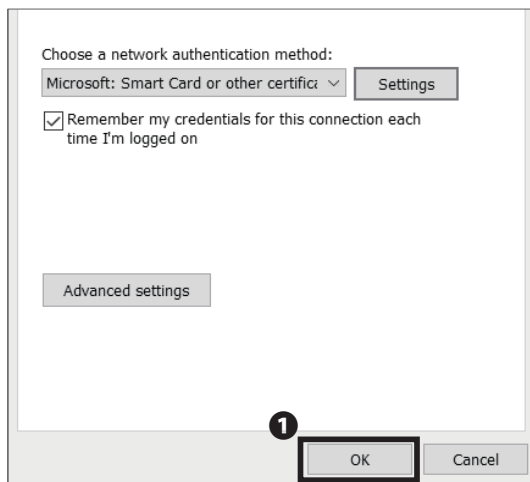 Choose a network authentication method:
Microsoft: Smart Card or other certifica
Settings
Remember my credentials for this connection each
time I'm logged on
Advanced settings
1
OK
Cancel